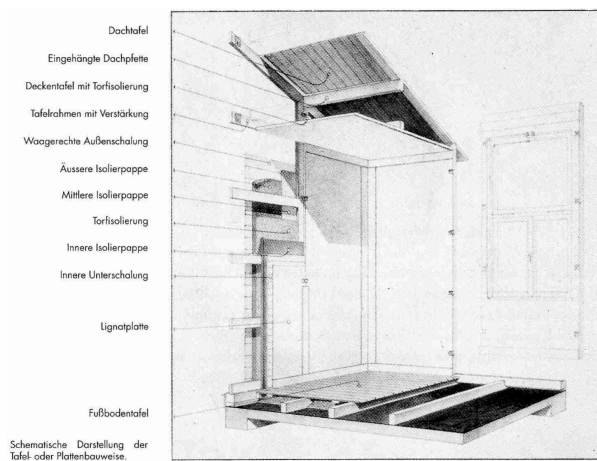 Dachtafel
Eingehängte Dachpfette
Deckentafel mit Torfisolierung
Tafelrahmen mit Verstärkung
Waagerechte Außenschalung
Äussere Isolierpappe
Mittlere Isolierpappe
Torfisolierung
Innere Isolierpappe
Innere Unterschalung
Lignatplatte
Fußbodentafel
Schematische Darstellung der
Tafel- oder Plattenbauweise.